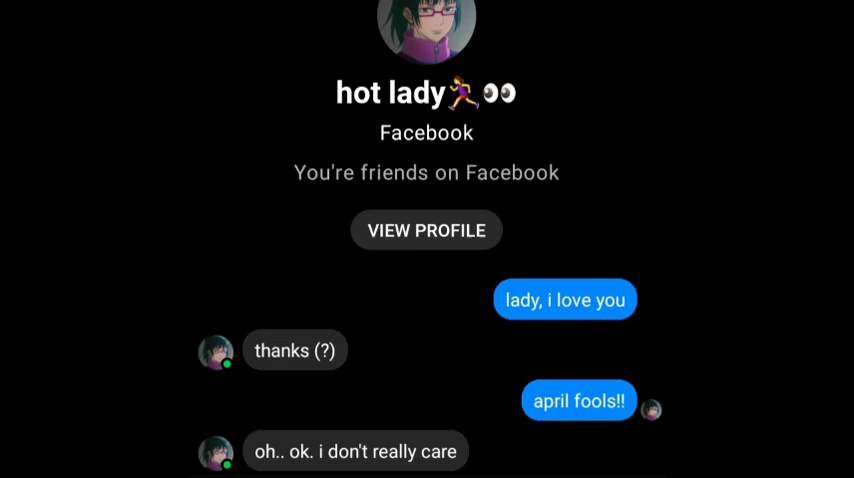 hot lady🏃‍♀️👀
Facebook
You're friends on Facebook
VIEW PROFILE
lady, i love you
thanks (?)
april fools!!
oh.. ok. i don't really care